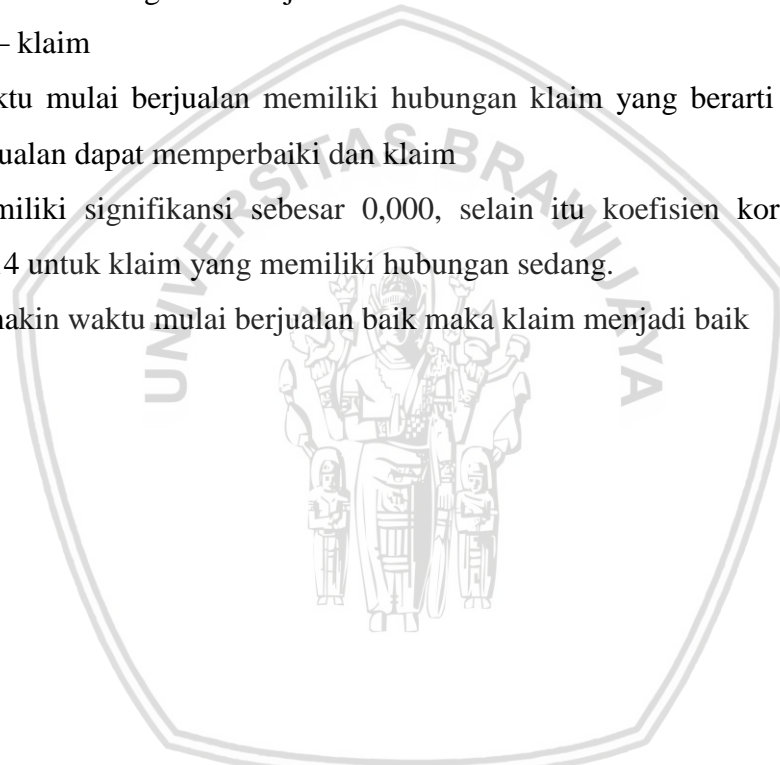 – klaim
ktu mulai berjualan memiliki hubungan klaim yang berarti
ualan dapat memperbaiki dan klaim
miliki signifikansi sebesar 0,000, selain itu koefisien kor
4 untuk klaim yang memiliki hubungan sedang.
nakin waktu mulai berjualan baik maka klaim menjadi baik
UNIVERSITAS BRAWIJAYA